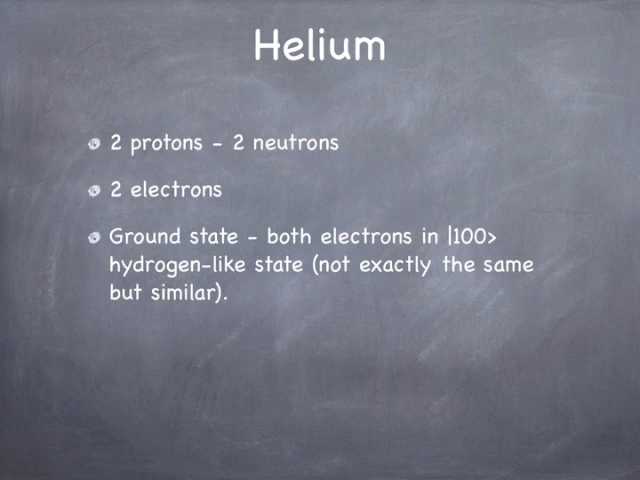 Helium
2 protons - 2 neutrons
2 electrons
Ground state - both electrons in |100>
hydrogen-like state (not exactly the same
but similar).